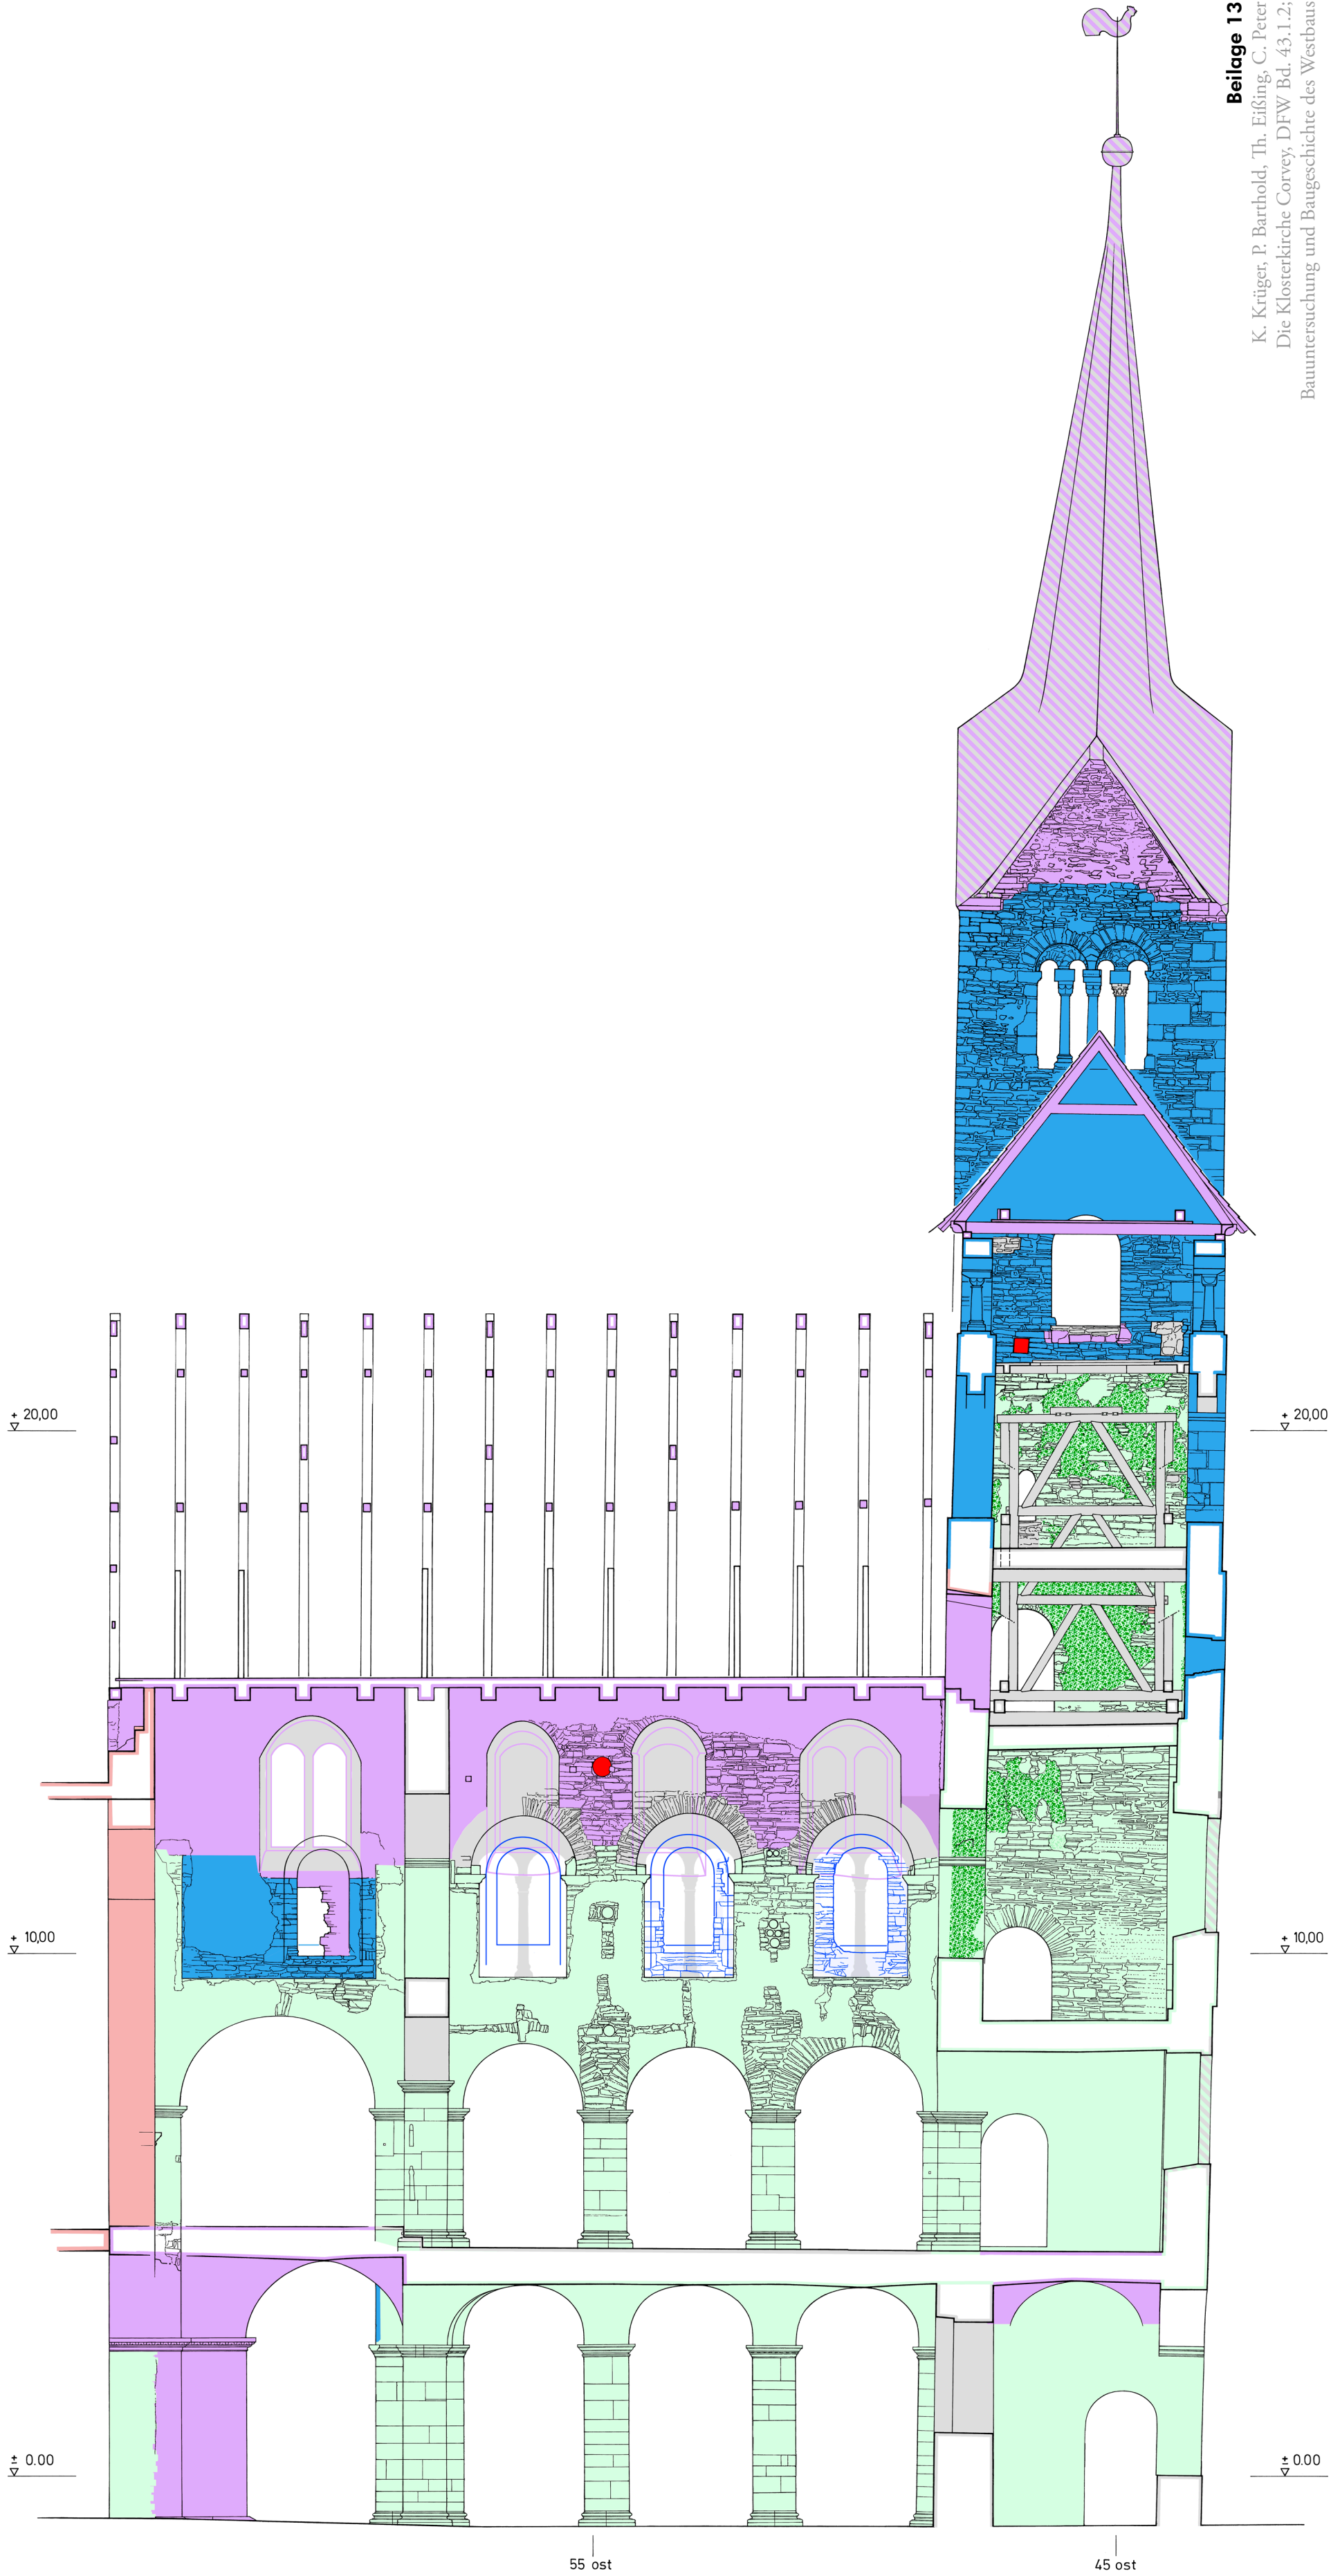 Beilage 13
K. Krüger, P. Barthold, Th. Eißing, C. Peter
Die Klosterkirche Corvey, DFW Bd. 43.1.2;
Bauuntersuchung und Baugeschichte des Westbaus
+ 20,00
+ 20,00
+ 10,00
+ 10,00
± 0.00
± 0.00
55 ost
45 ost